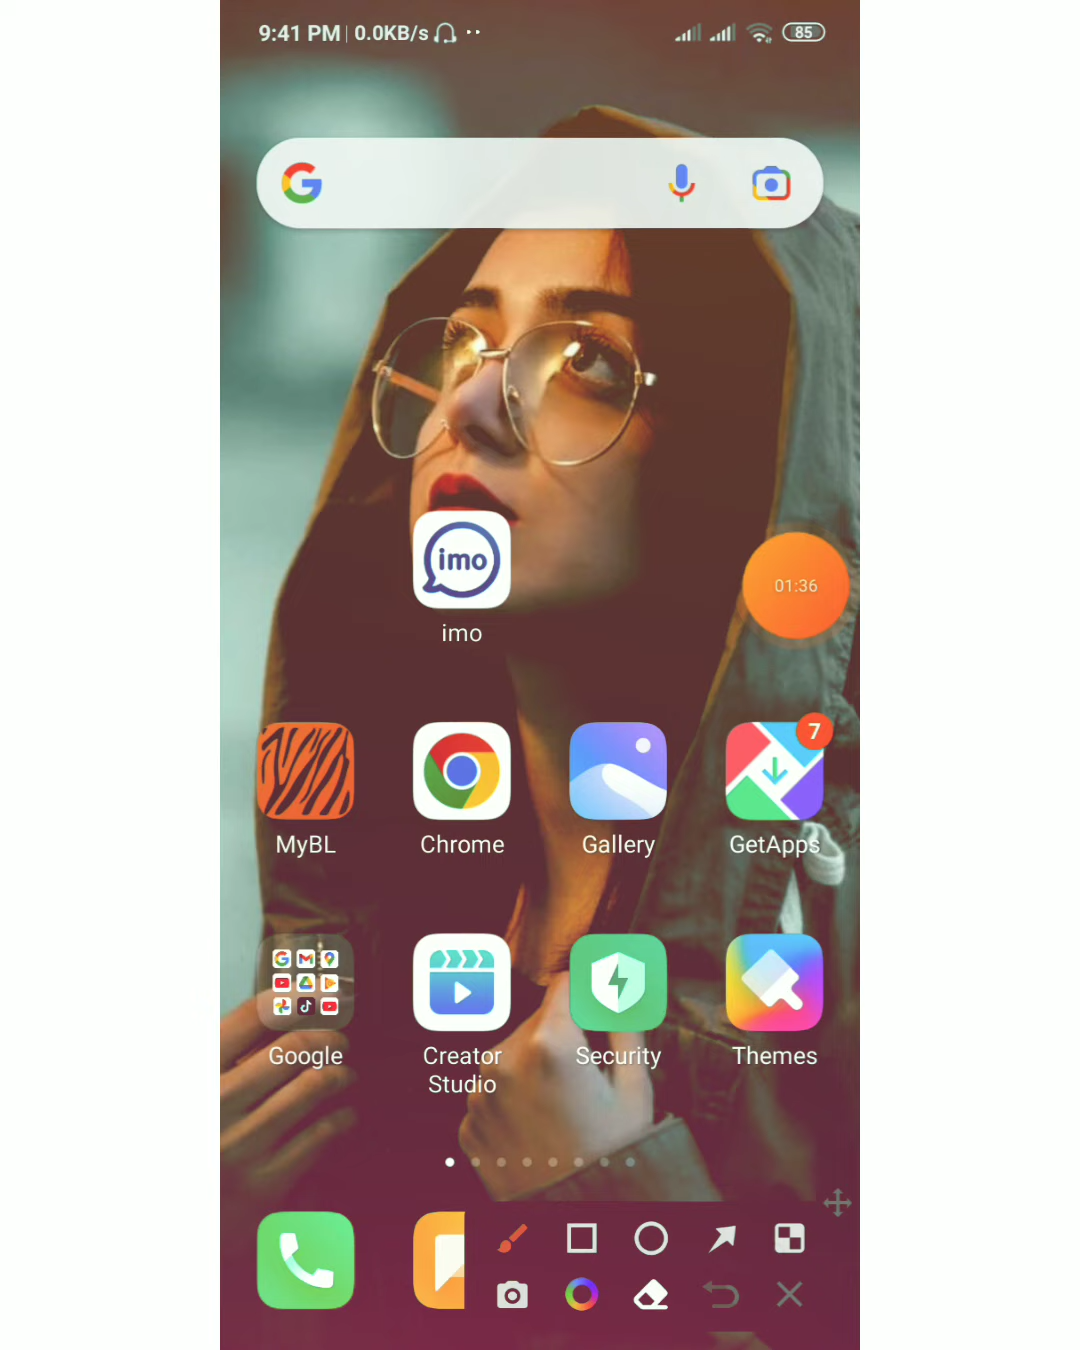 9:41 PM | 0.0KB/s
85
imo
imo
01:36
7
MyBL
Chrome
Gallery
GetApps
Google
Creator Studio
Security
Themes